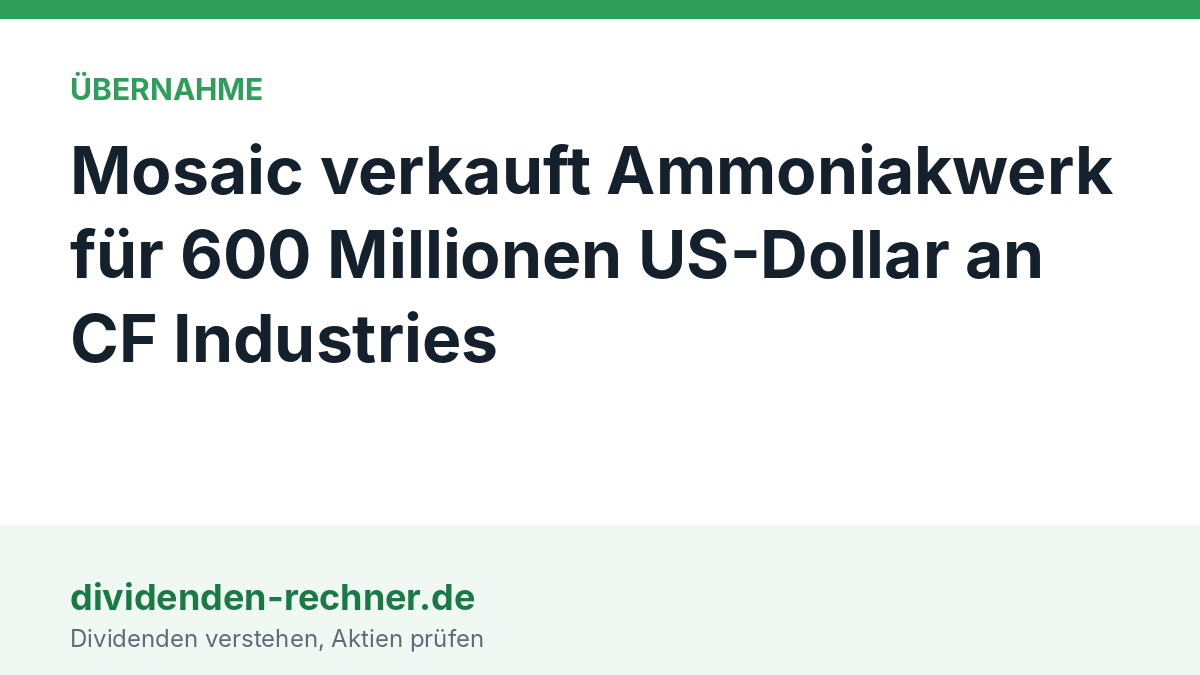 ÜBERNAHME
Mosaic verkauft Ammoniakwerk
für 600 Millionen US-Dollar an
CF Industries
dividenden-rechner.de
Dividenden verstehen, Aktien prüfen